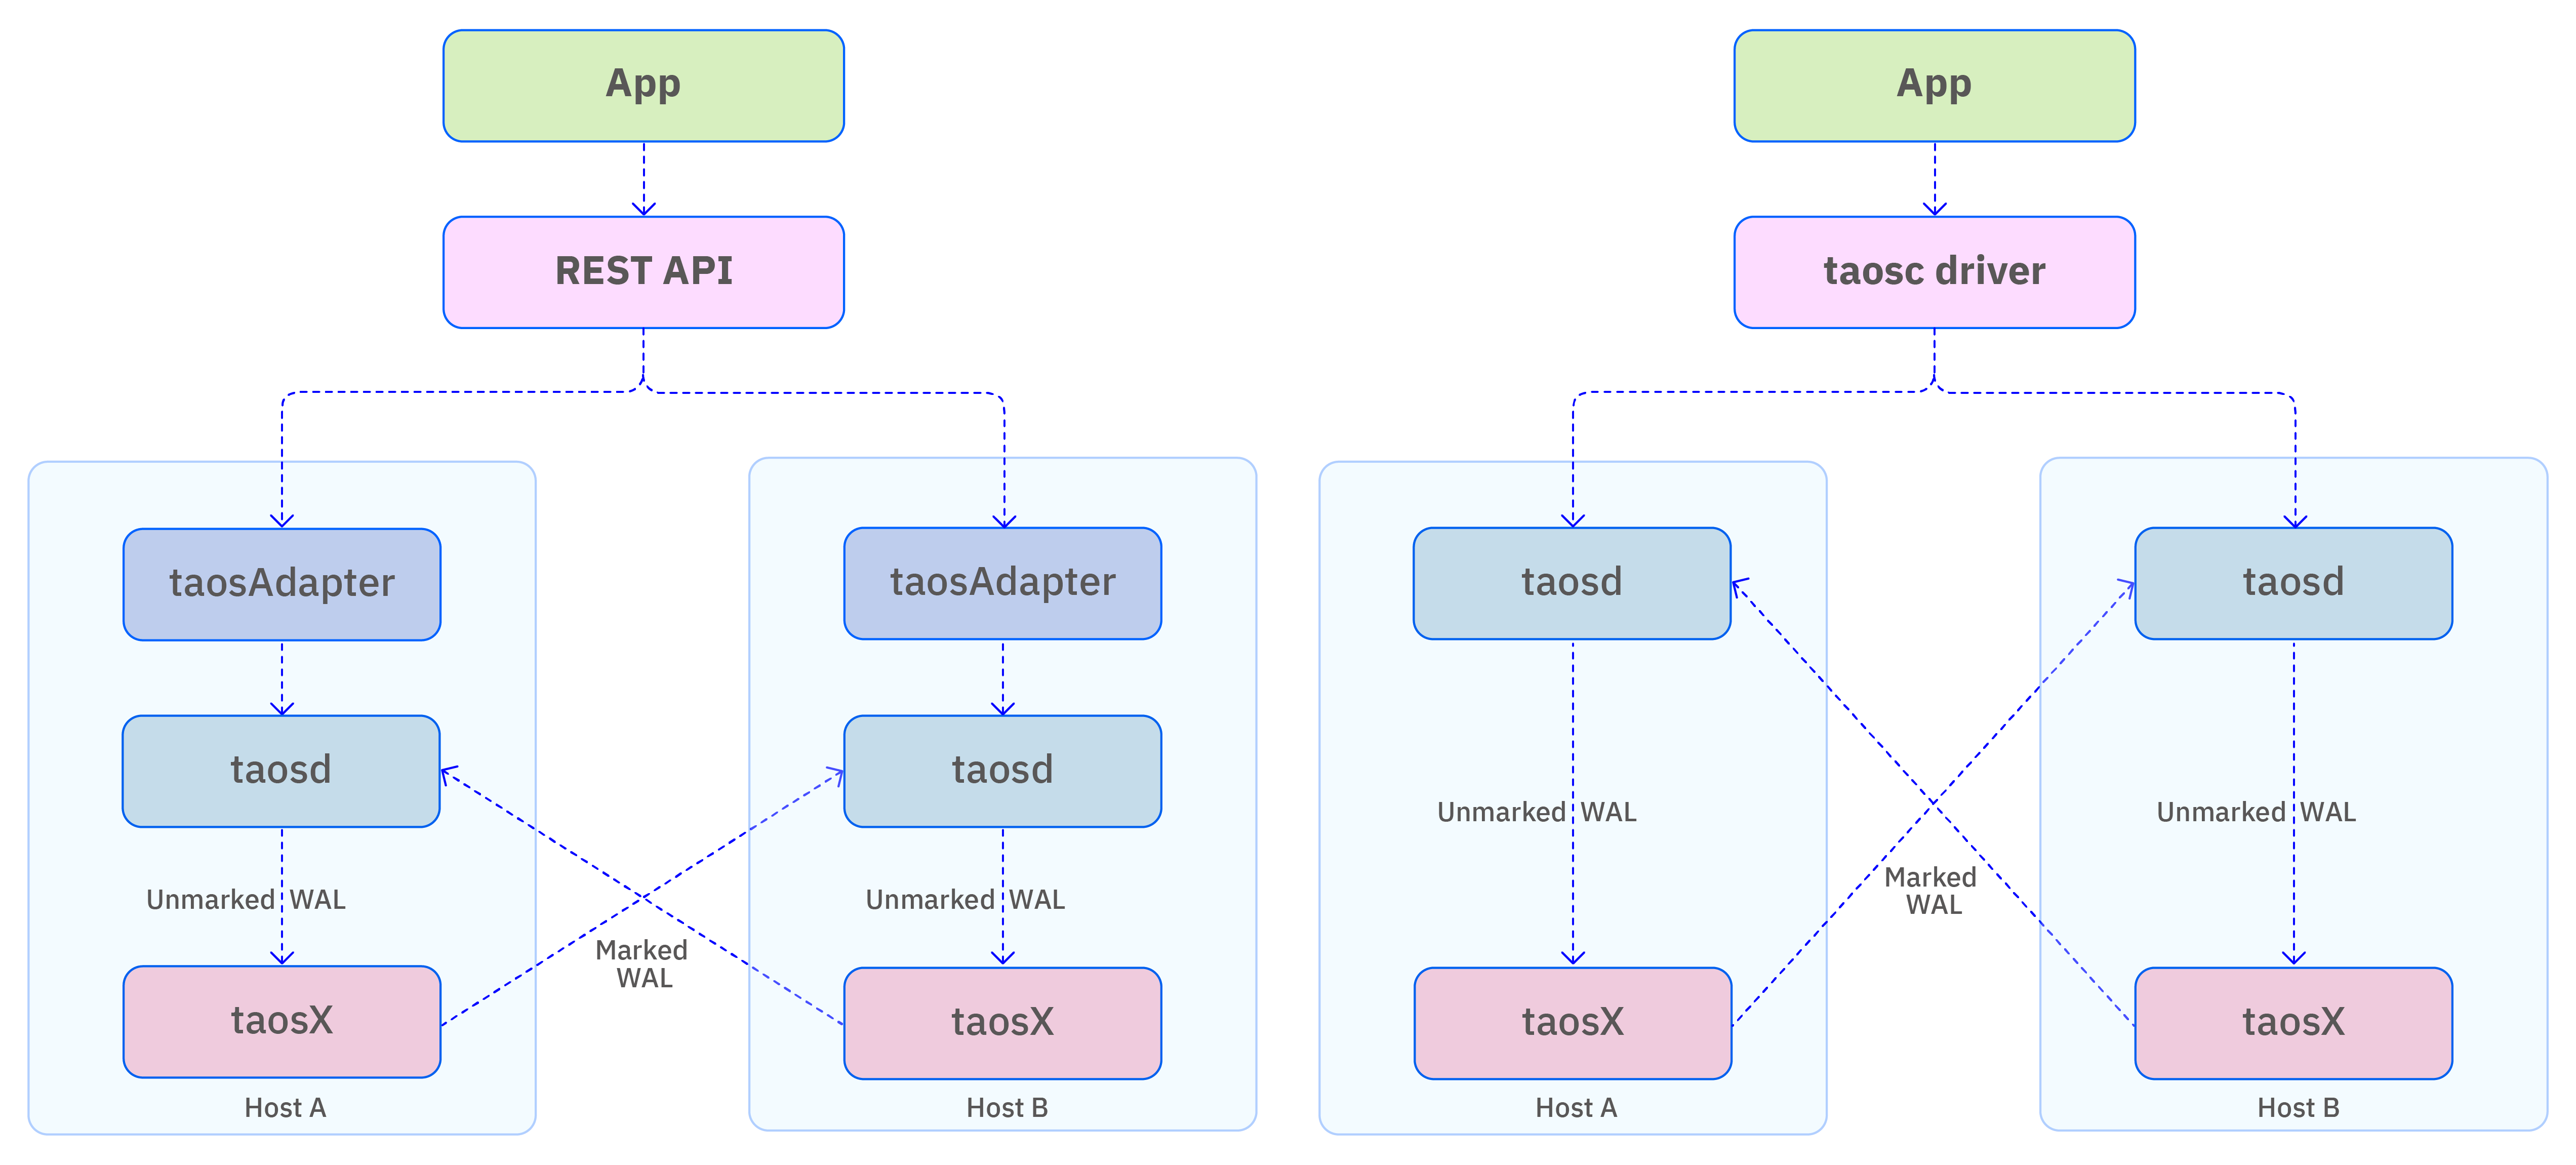 App
REST API
taosAdapter
taosAdapter
taosd
taosd
Unmarked WAL
Unmarked WAL
Marked
WAL
taosX
taosX
Host A
Host B
App
taosc driver
taosd
taosd
Unmarked WAL
Unmarked WAL
Marked
WAL
taosX
taosX
Host A
Host B